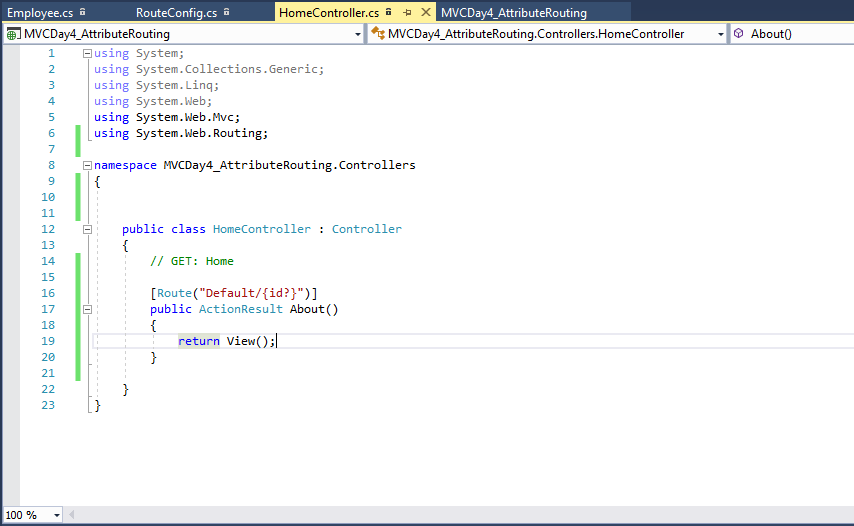 Employee.cs RouteConfig.cs HomeController.cs MVCDay4_AttributeRouting
MVCDay4_AttributeRouting MVCDay4_AttributeRouting.Controllers.HomeController About()
1 using System;
2 using System.Collections.Generic;
3 using System.Linq;
4 using System.Web;
5 using System.Web.Mvc;
6 using System.Web.Routing;
7
8 namespace MVCDay4_AttributeRouting.Controllers
9 {
10
11
12 public class HomeController : Controller
13 {
14 // GET: Home
15
16 [Route("Default/{id?}")]
17 public ActionResult About()
18 {
19 return View();
20 }
21
22 }
23 }
100 %